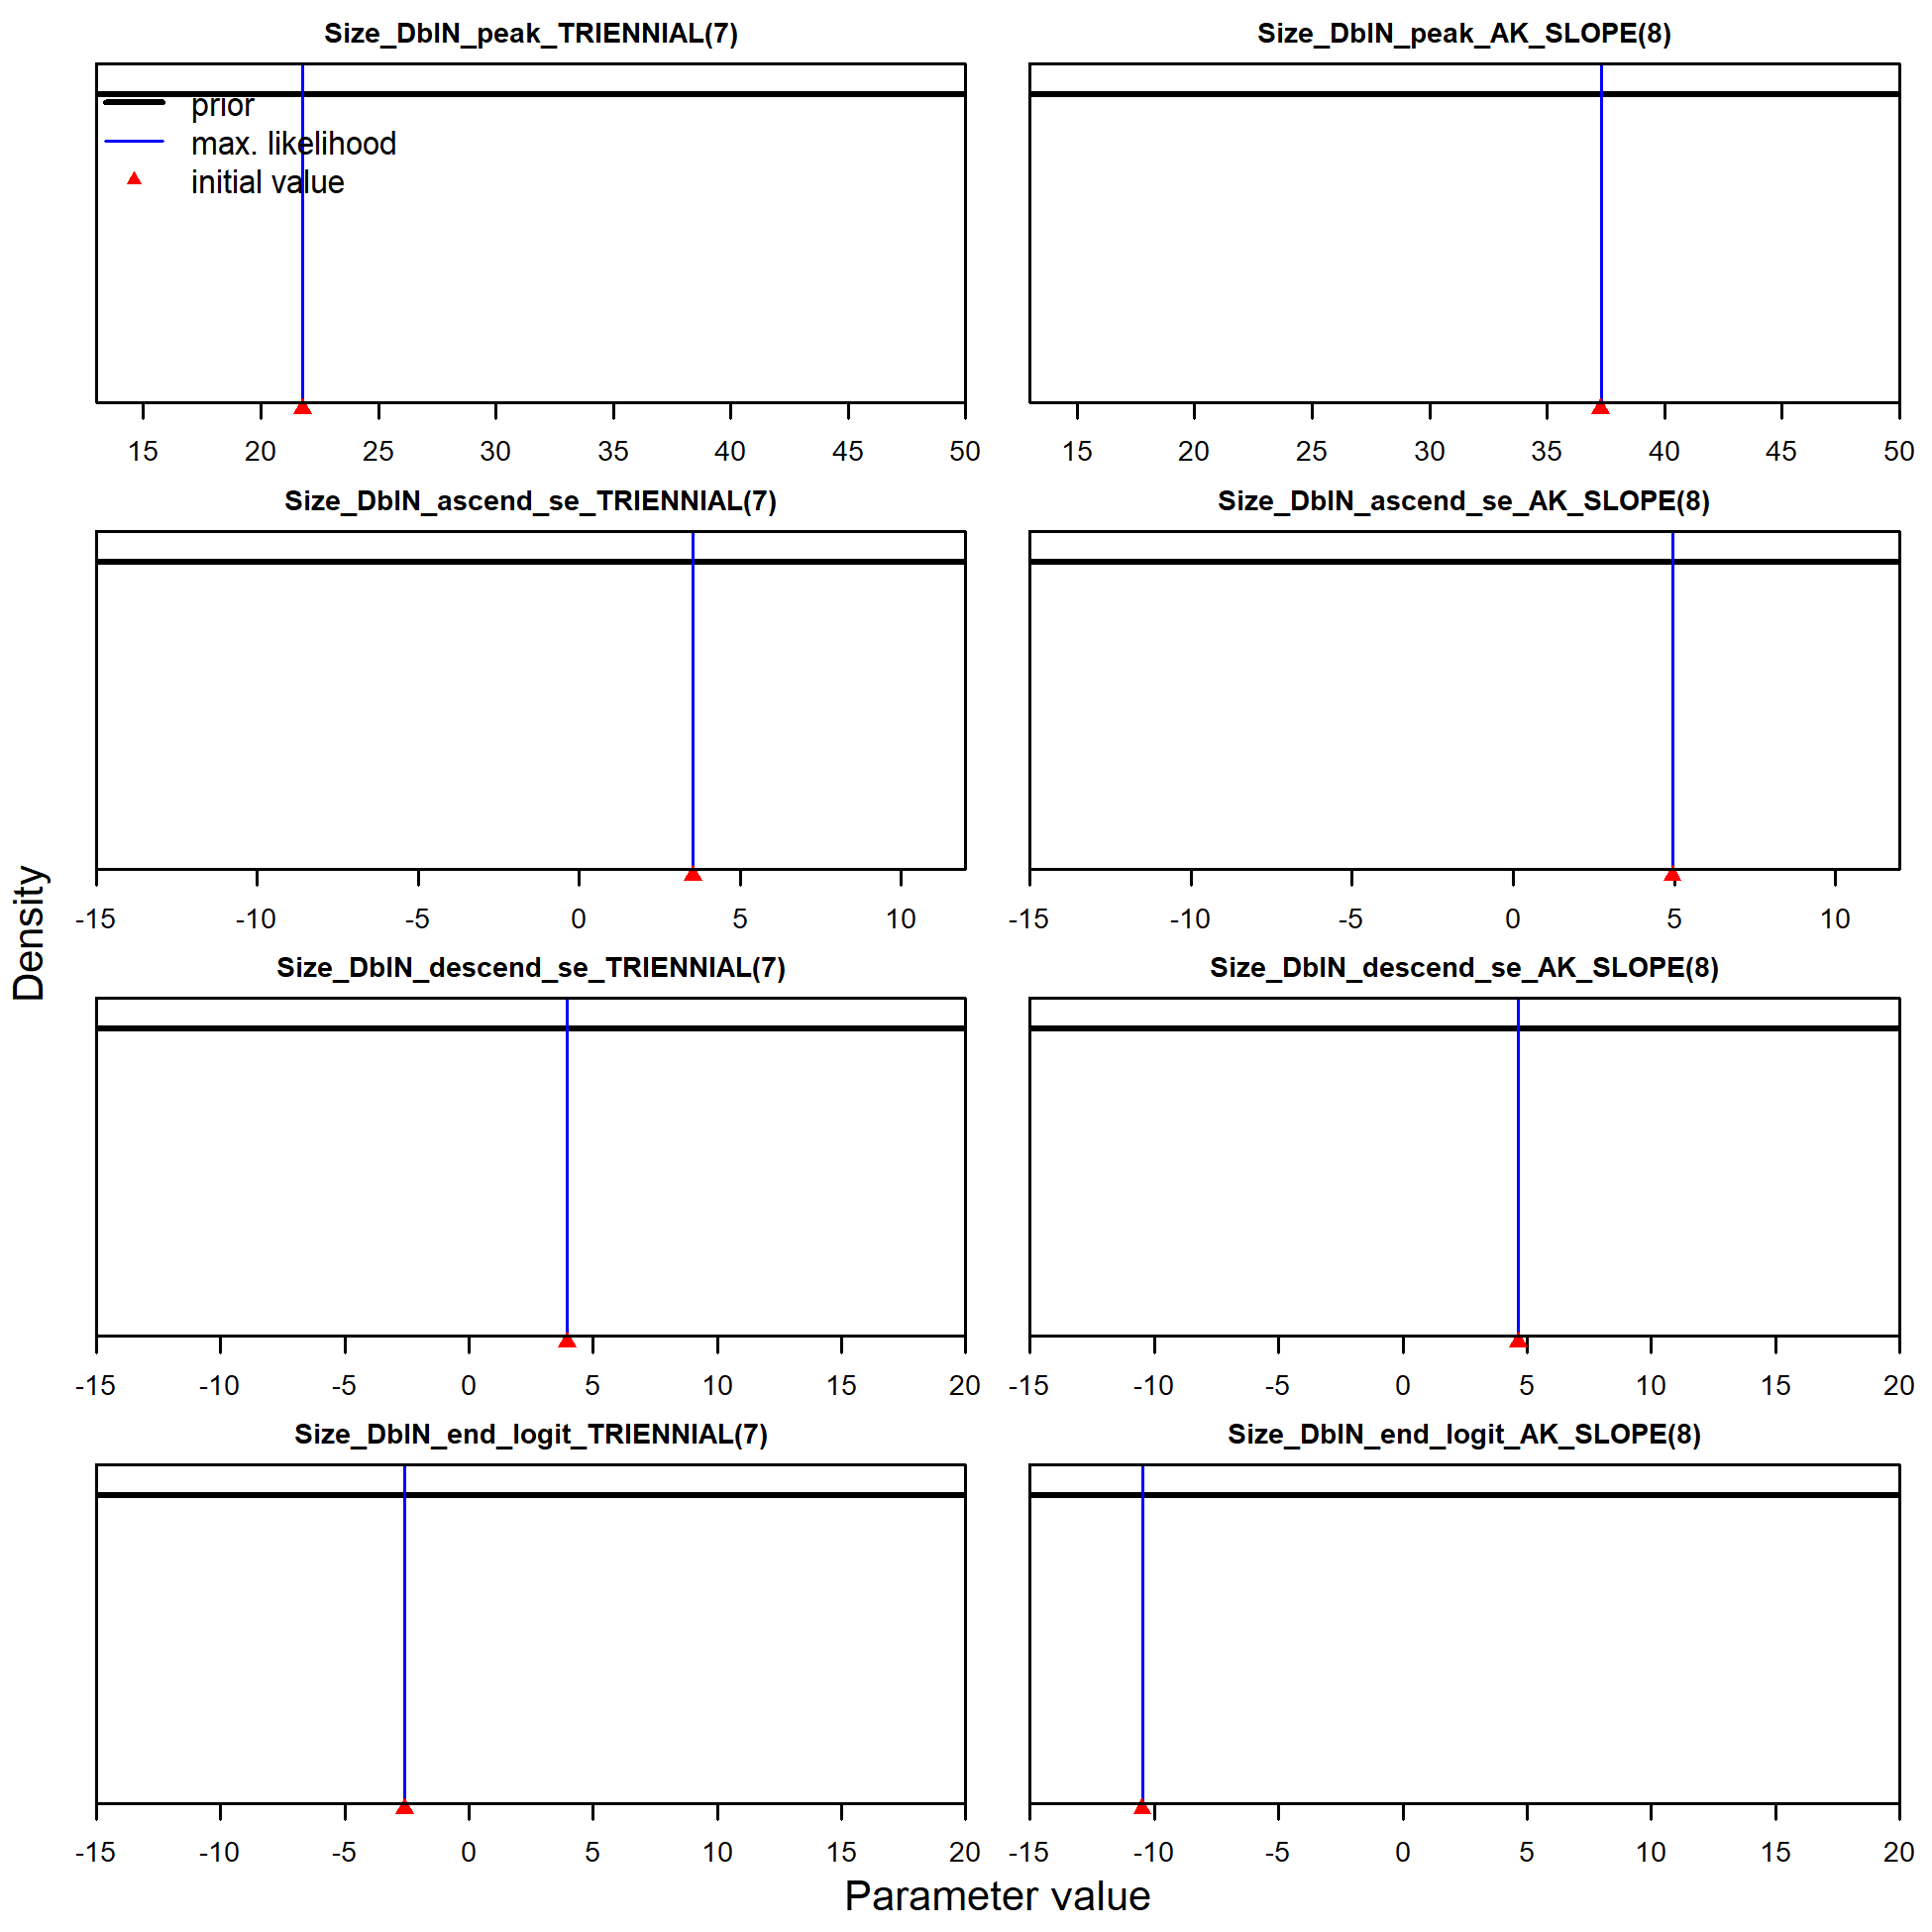 Size_DblN_peak_TRIENNIAL(7)
Size_DblN_peak_AK_SLOPE(8)
prior
max. likelihood
initial value
15 20 25 30 35 40 45 50
15 20 25 30 35 40 45 50
Size_DblN_ascend_se_TRIENNIAL(7)
Size_DblN_ascend_se_AK_SLOPE(8)
-15 -10 -5 0 5 10
-15 -10 -5 0 5 10
Size_DblN_descend_se_TRIENNIAL(7)
Size_DblN_descend_se_AK_SLOPE(8)
Density
-15 -10 -5 0 5 10 15 20
-15 -10 -5 0 5 10 15 20
Size_DblN_end_logit_TRIENNIAL(7)
Size_DblN_end_logit_AK_SLOPE(8)
-15 -10 -5 0 5 10 15 20
-15 -10 -5 0 5 10 15 20
Parameter value